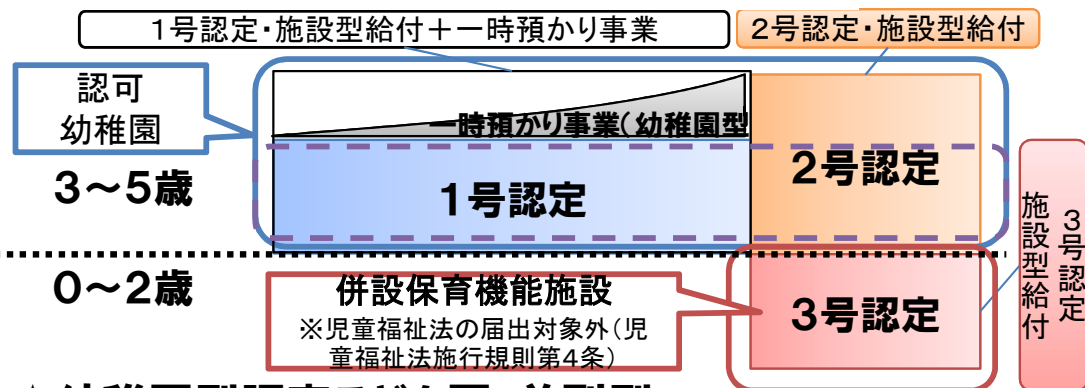 1号認定・施設型給付＋一時預かり事業
2号認定・施設型給付
認可
幼稚園
一時預かり事業(幼稚園型
3～5歳
1号認定
2号認定
3号認定
施設型給付
0～2歳
併設保育機能施設
※児童福祉法の届出対象外(児
童福祉法施行規則第4条)
3号認定